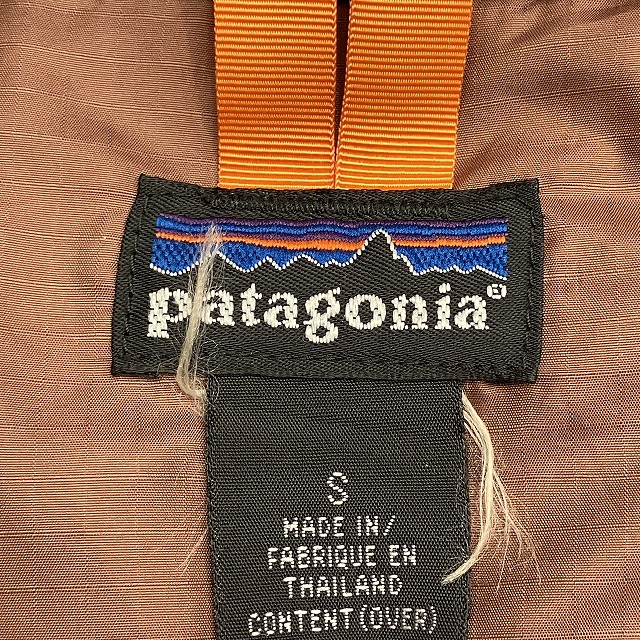 patagonia®
S
MADE IN/
FABRIQUE EN
THAILAND
CONTENT(OVER)